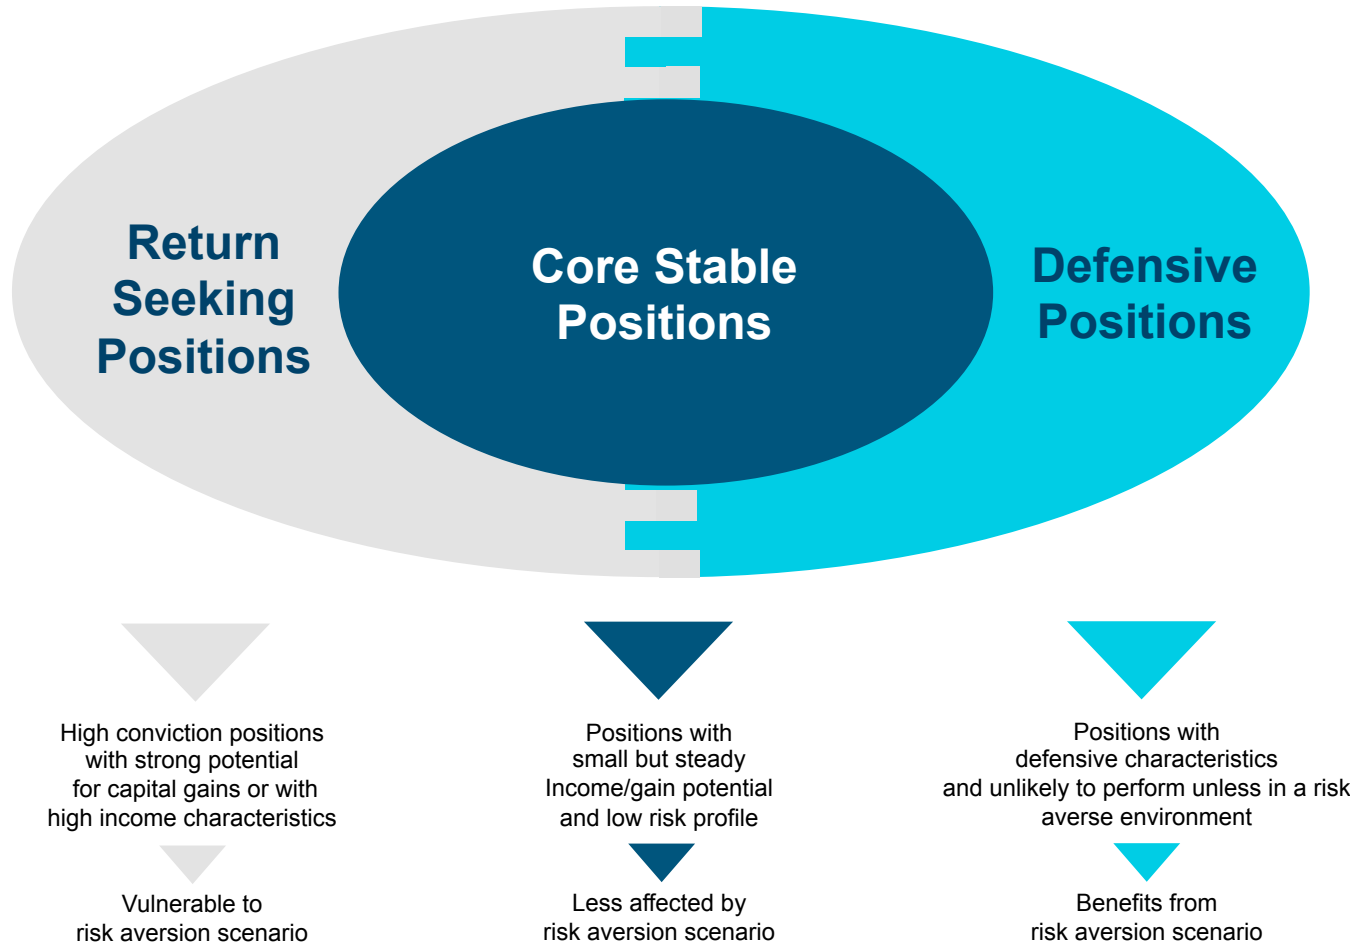 Return
Seeking
Positions
Core Stable
Positions
Defensive
Positions
High conviction positions
with strong potential
for capital gains or with
high income characteristics
Positions with
small but steady
Income/gain potential
and low risk profile
Positions with
defensive characteristics
and unlikely to perform unless in a risk
averse environment
Vulnerable to
risk aversion scenario
Less affected by
risk aversion scenario
Benefits from
risk aversion scenario